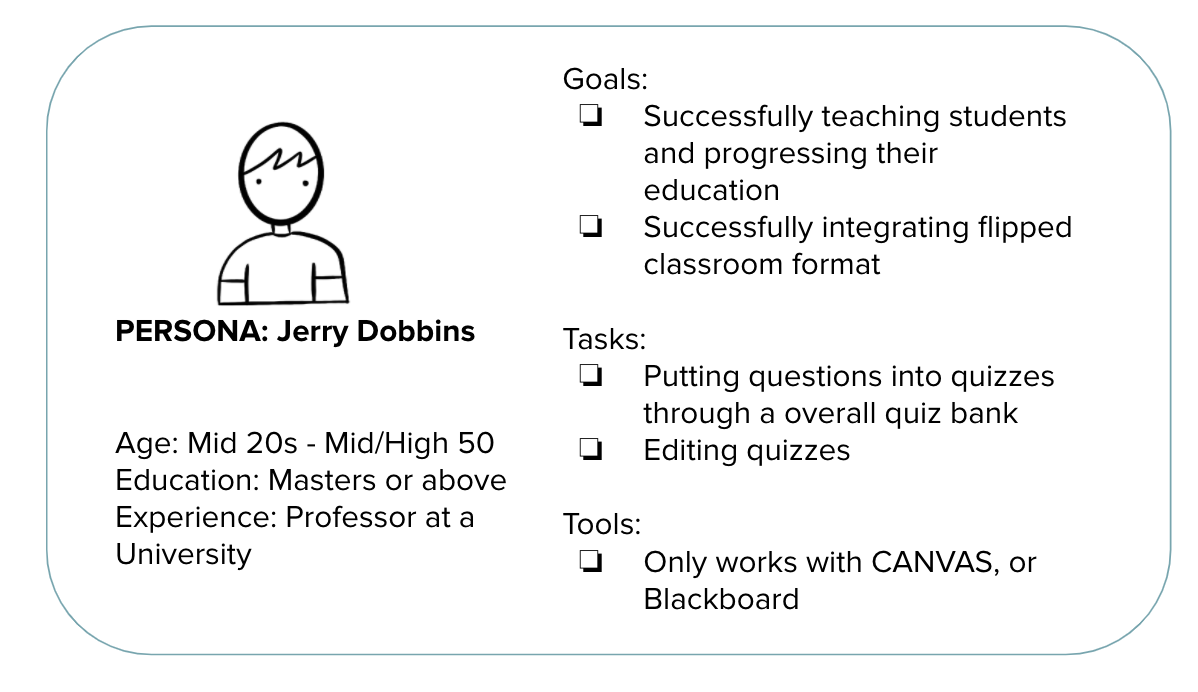 PERSONA: Jerry Dobbins
Age: Mid 20s - Mid/High 50
Education: Masters or above
Experience: Professor at a
University
Goals:
❏ Successfully teaching students
and progressing their
education
❏ Successfully integrating flipped
classroom format
Tasks:
❏ Putting questions into quizzes
through a overall quiz bank
❏ Editing quizzes
Tools:
❏ Only works with CANVAS, or
Blackboard